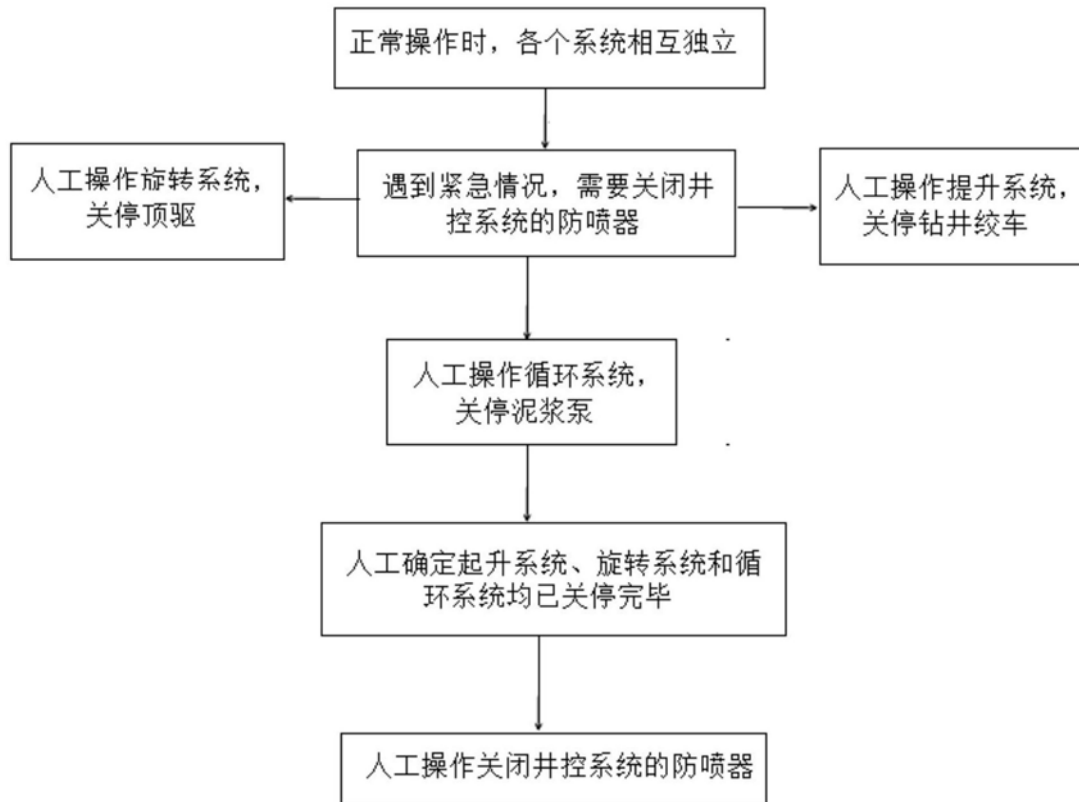 正常操作时，各个系统相互独立
人工操作旋转系统，
关停顶驱
遇到紧急情况，需要关闭井
控系统的防喷器
人工操作提升系统，
关停钻井绞车
人工操作循环系统，
关停泥浆泵
人工确定起升系统、旋转系统和循
环系统均已关停完毕
人工操作关闭井控系统的防喷器